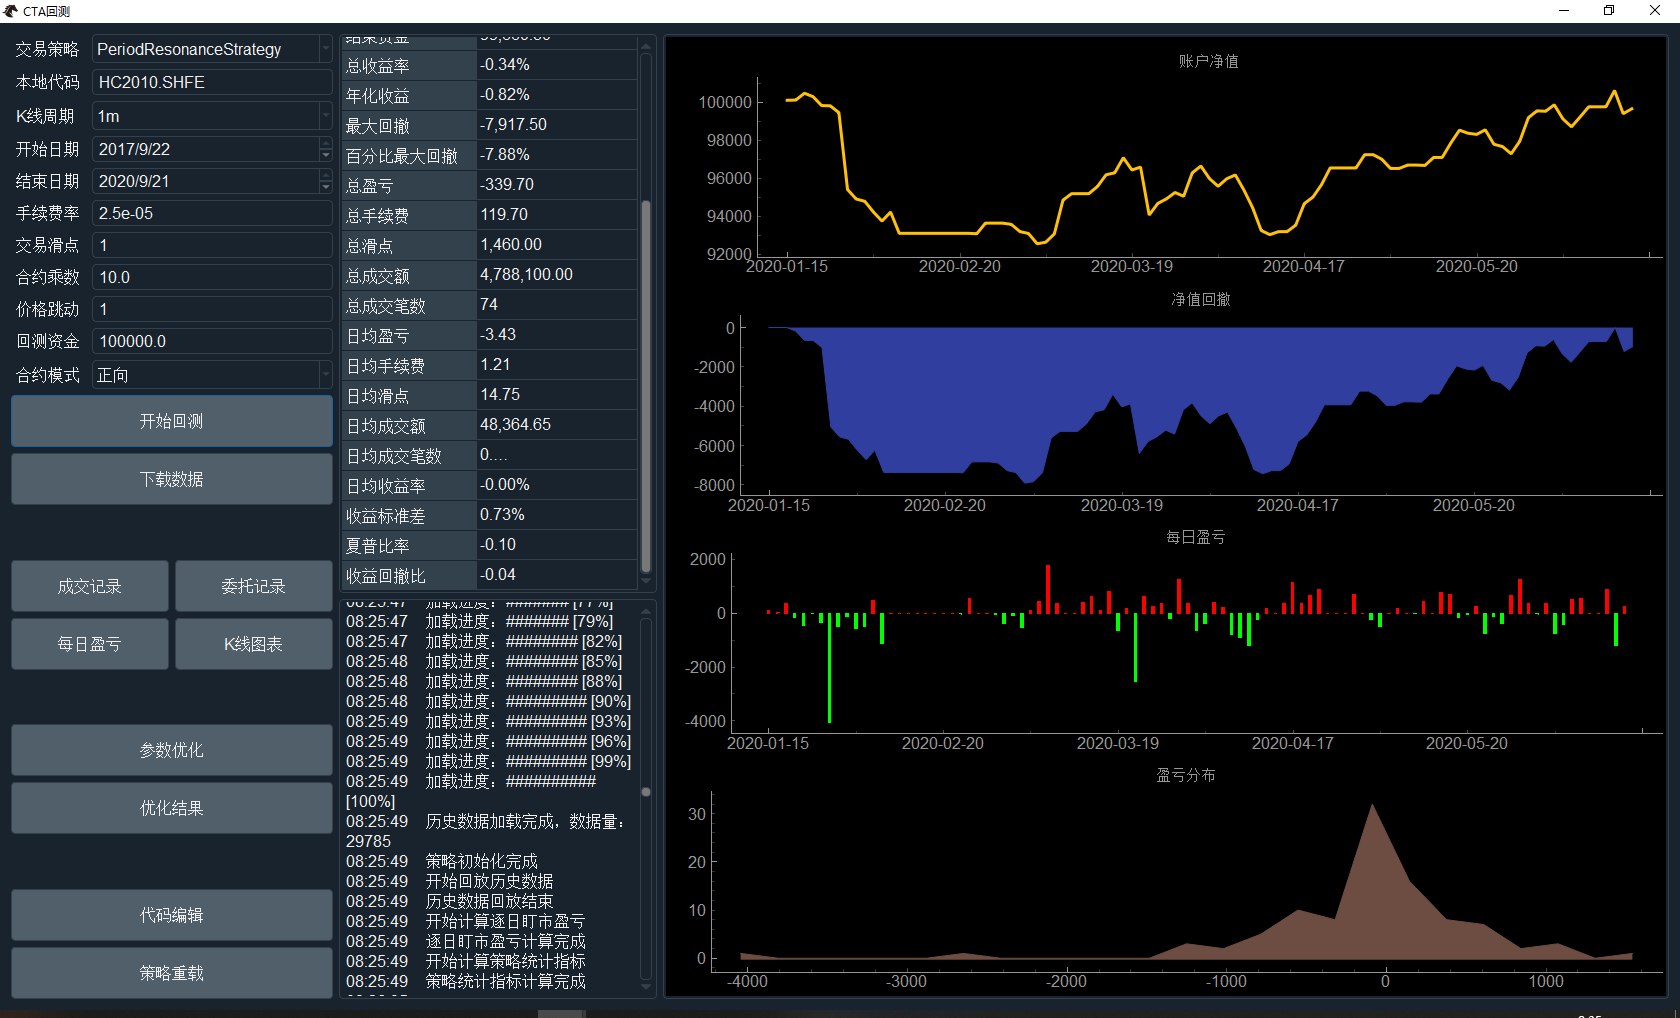 CTA回测
交易策略 PeriodResonanceStrategy
本地代码 HC2010.SHFE
K线周期 1m
开始日期 2017/9/22
结束日期 2020/9/21
手续费率 2.5e-05
交易滑点 1
合约乘数 10.0
价格跳动 1
回测资金 100000.0
合约模式 正向
开始回测
下载数据
成交记录 委托记录
每日盈亏 K线图表
参数优化
优化结果
代码编辑
策略重载
结束资金
总收益率 -0.34%
年化收益 -0.82%
最大回撤 -7,917.50
百分比最大回撤 -7.88%
总盈亏 -339.70
总手续费 119.70
总滑点 1,460.00
总成交额 4,788,100.00
总成交笔数 74
日均盈亏 -3.43
日均手续费 1.21
日均滑点 14.75
日均成交额 48,364.65
日均成交笔数 0....
日均收益率 -0.00%
收益标准差 0.73%
夏普比率 -0.10
收益回撤比 -0.04
08:25:47 加载进度：####### [77%]
08:25:47 加载进度：####### [79%]
08:25:47 加载进度：######## [82%]
08:25:48 加载进度：######## [85%]
08:25:48 加载进度：######## [88%]
08:25:48 加载进度：######### [90%]
08:25:49 加载进度：######### [93%]
08:25:49 加载进度：######### [96%]
08:25:49 加载进度：######### [99%]
08:25:49 加载进度：##########
[100%]
08:25:49 历史数据加载完成，数据量：
29785
08:25:49 策略初始化完成
08:25:49 开始回放历史数据
08:25:49 历史数据回放结束
08:25:49 开始计算逐日盯市盈亏
08:25:49 逐日盯市盈亏计算完成
08:25:49 开始计算策略统计指标
08:25:49 策略统计指标计算完成
账户净值
100000
98000
96000
94000
92000
2020-01-15 2020-02-20 2020-03-19 2020-04-17 2020-05-20
净值回撤
0
-2000
-4000
-6000
-8000
2020-01-15 2020-02-20 2020-03-19 2020-04-17 2020-05-20
每日盈亏
2000
0
-2000
-4000
2020-01-15 2020-02-20 2020-03-19 2020-04-17 2020-05-20
盈亏分布
30
20
10
0
-4000 -3000 -2000 -1000 0 1000